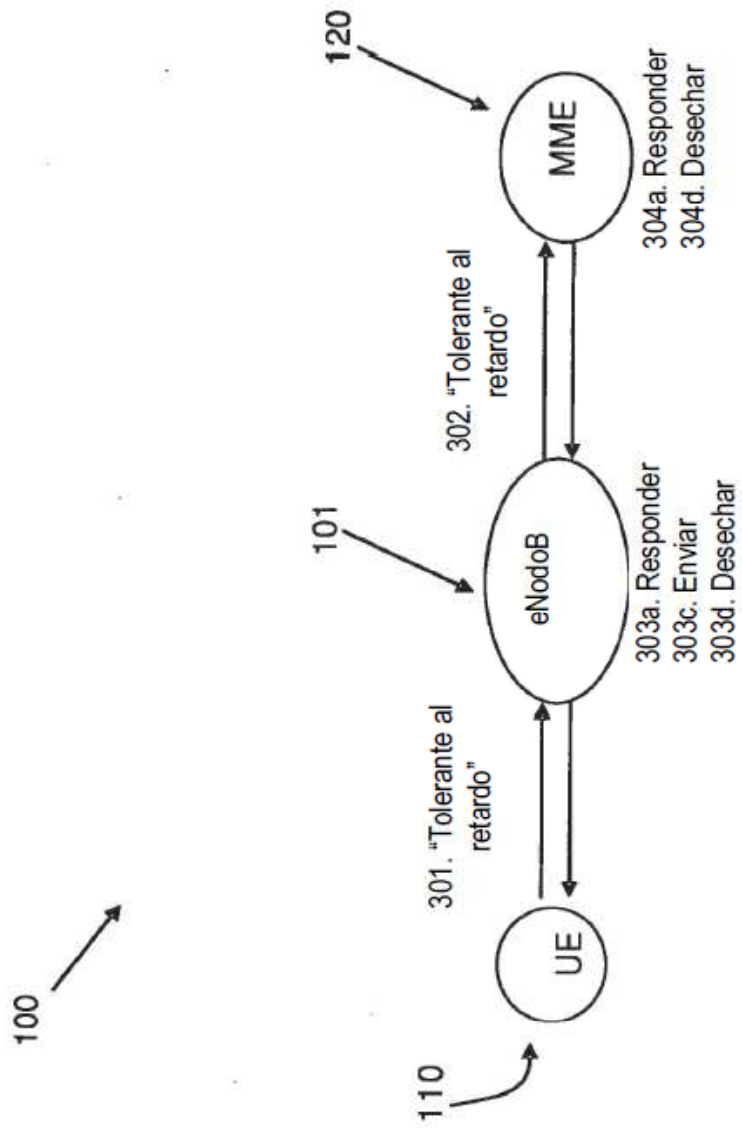 100
110
UE
301. “Tolerante al
retardo”
101
eNodoB
303a. Responder
303c. Enviar
303d. Desechar
302. “Tolerante al
retardo”
120
MME
304a. Responder
304d. Desechar